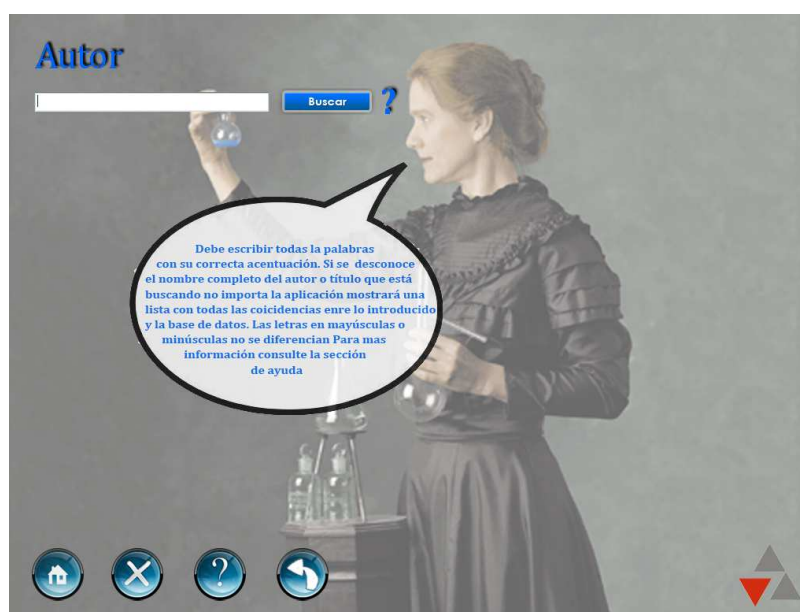 Autor
Buscar ?
Debe escribir todas la palabras
con su correcta acentuación. Si se desconoce
el nombre completo del autor o título que está
buscando no importa la aplicación mostrará una
lista con todas las coicidencias enre lo introducido
y la base de datos. Las letras en mayúsculas o
minúsculas no se diferencian Para mas
información consulte la sección
de ayuda
?